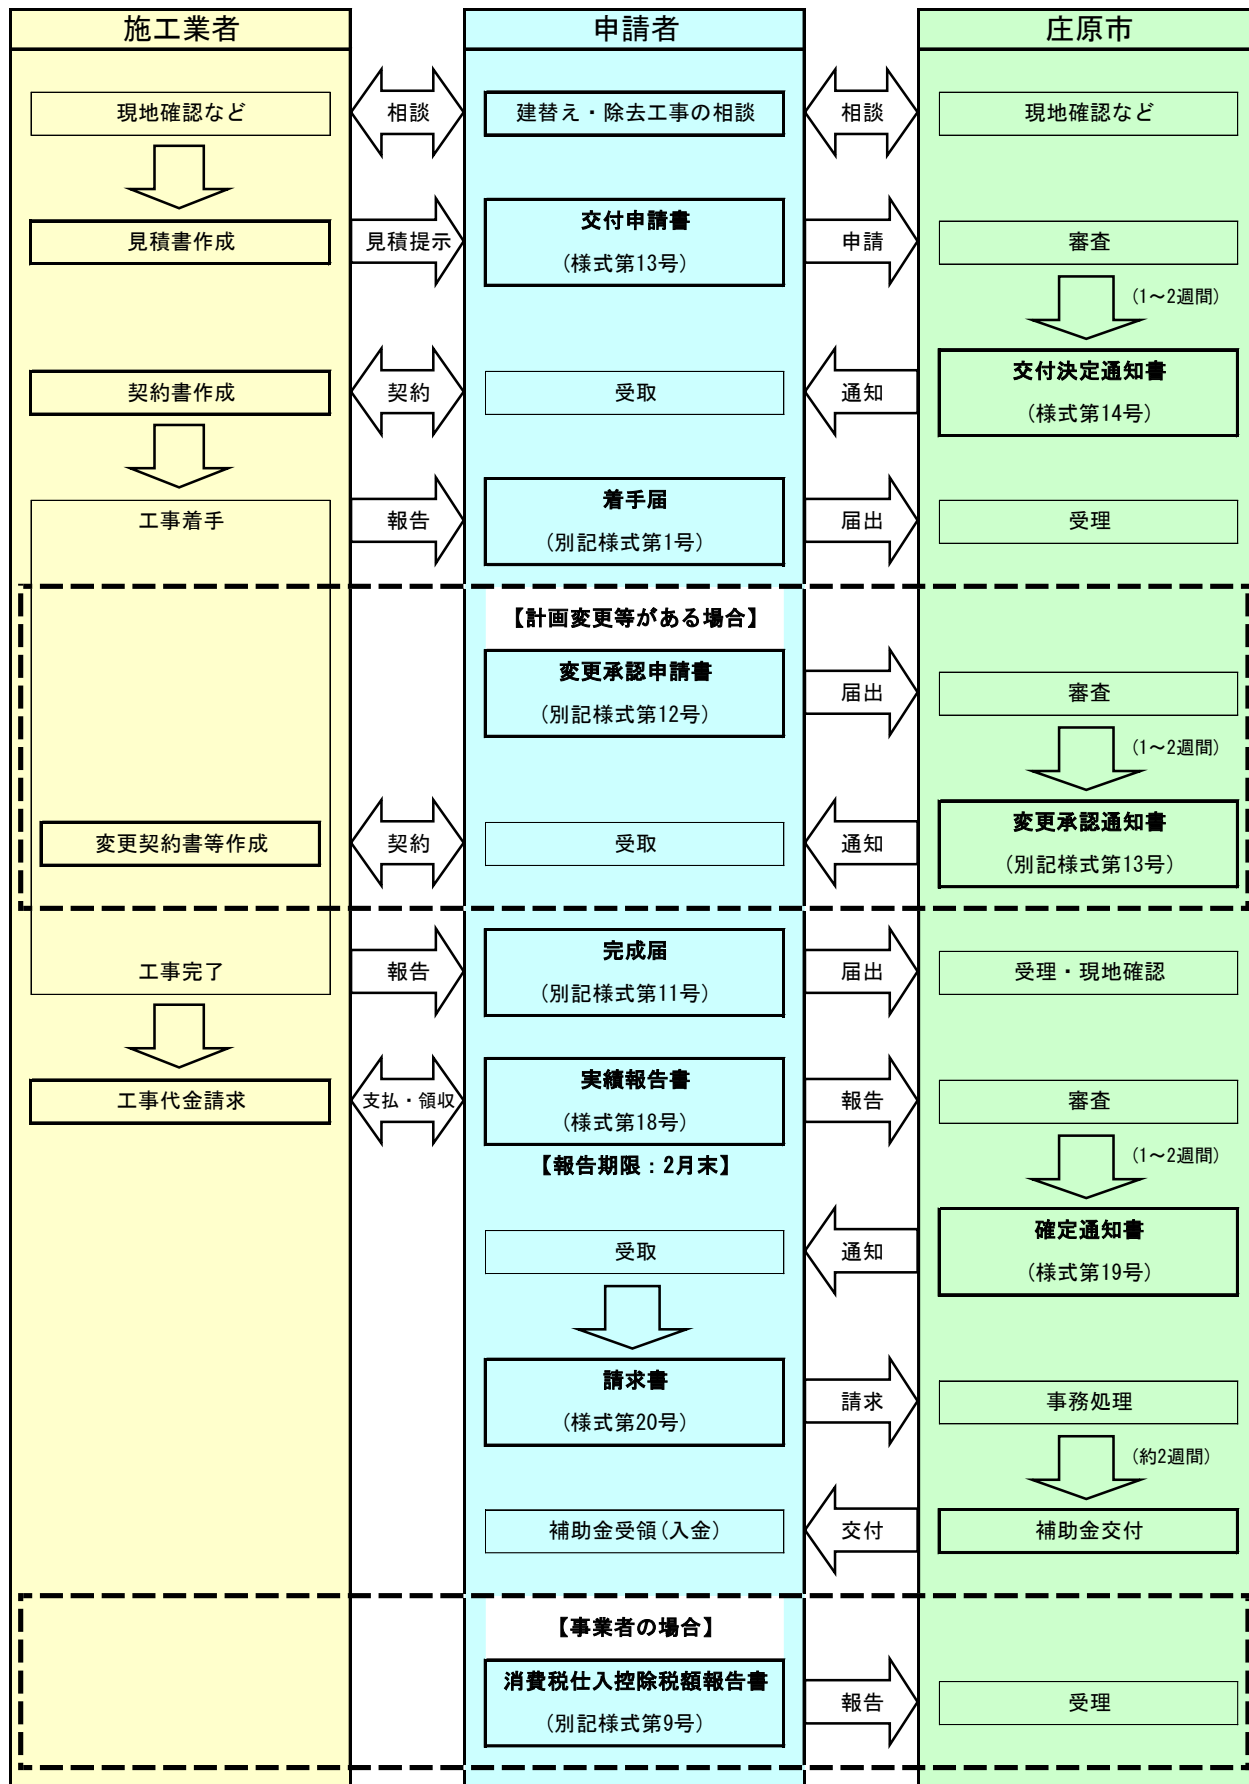 施工業者
申請者
庄原市
現地確認など
相談
建替え・除去工事の相談
相談
現地確認など
見積書作成
見積提示
交付申請書
(様式第13号)
申請
審査
(1～2週間)
契約書作成
契約
受取
通知
交付決定通知書
(様式第14号)
工事着手
報告
着手届
(別記様式第1号)
届出
受理
【計画変更等がある場合】
変更承認申請書
(別記様式第12号)
届出
審査
(1～2週間)
変更契約書等作成
契約
受取
通知
変更承認通知書
(別記様式第13号)
工事完了
報告
完成届
(別記様式第11号)
届出
受理・現地確認
工事代金請求
支払・領収
実績報告書
(様式第18号)
【報告期限：2月末】
報告
審査
(1～2週間)
受取
通知
確定通知書
(様式第19号)
請求書
(様式第20号)
請求
事務処理
(約2週間)
補助金受領(入金)
交付
補助金交付
【事業者の場合】
消費税仕入控除税額報告書
(別記様式第9号)
報告
受理